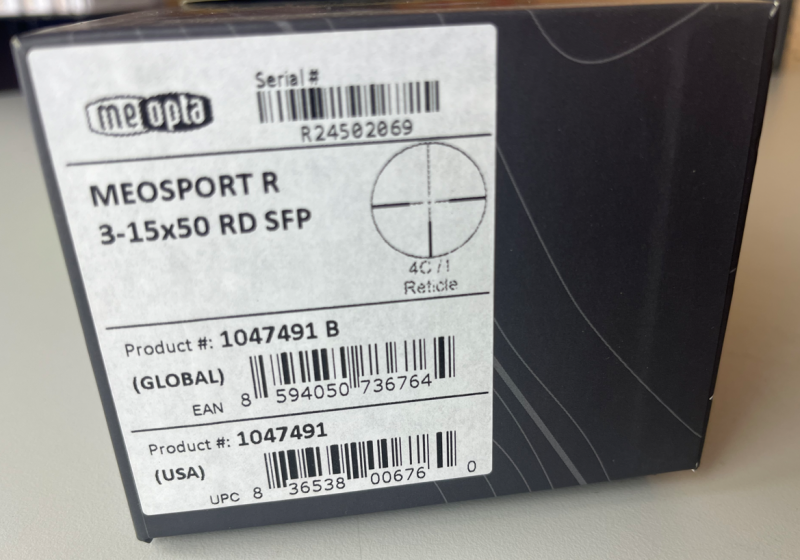 meopta
Serial #
R24502069
MEOSPORT R
3-15x50 RD SFP
4C /1
Reticle
Product #: 1047491 B
(GLOBAL)
EAN 8 594050 736764
Product #: 1047491
(USA)
UPC 8 36538 00676 0